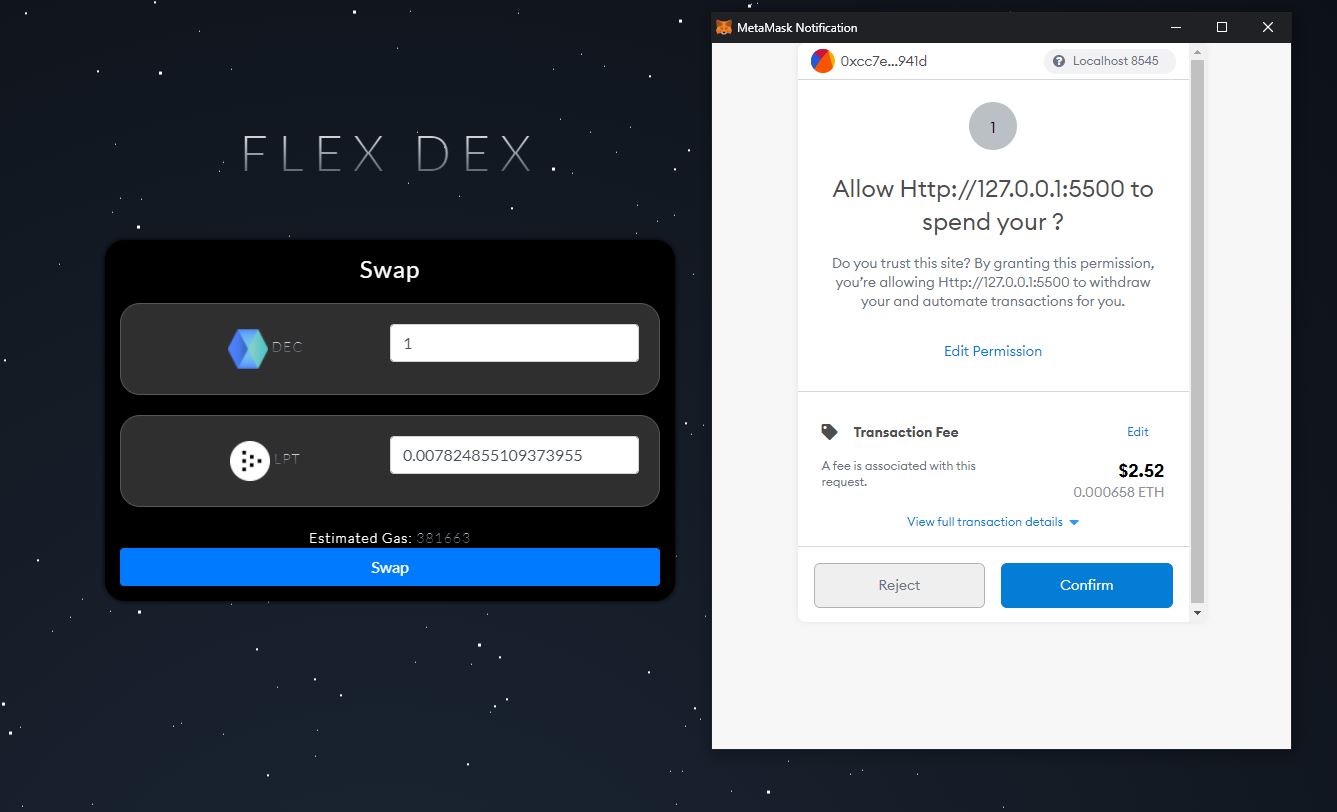 FLEX DEX
Swap
DEC
1
LPT
0.007824855109373955
Estimated Gas: 381663
Swap
MetaMask Notification
0xcc7e...941d
? Localhost 8545
1
Allow Http://127.0.0.1:5500 to
spend your ?
Do you trust this site? By granting this permission,
you're allowing Http://127.0.0.1:5500 to withdraw
your and automate transactions for you.
Edit Permission
Transaction Fee
Edit
A fee is associated with this
request.
$2.52
0.000658 ETH
View full transaction details
Reject
Confirm